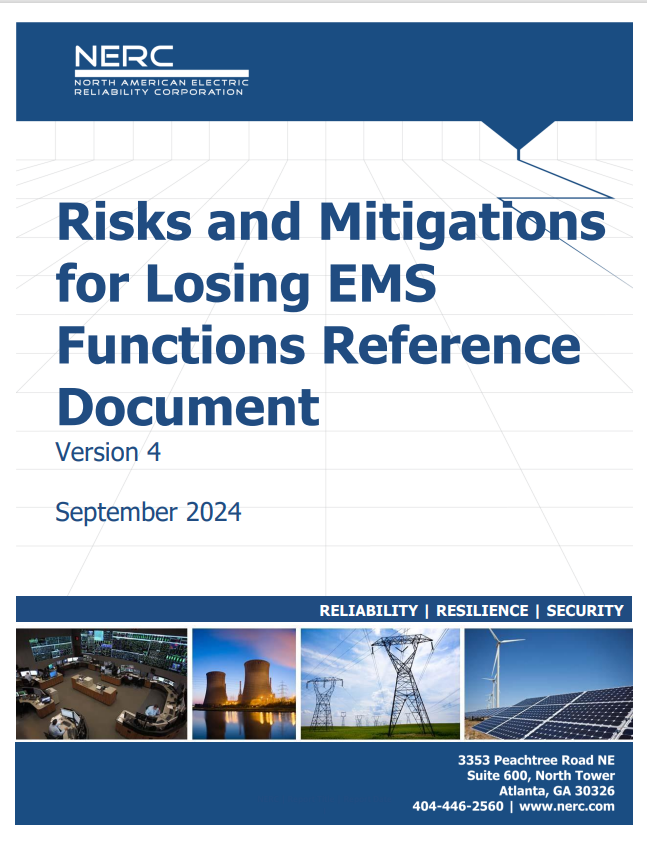 NERC
NORTH AMERICAN ELECTRIC
RELIABILITY CORPORATION
Risks and Mitigations
for Losing EMS
Functions Reference
Document
Version 4
September 2024
RELIABILITY | RESILIENCE | SECURITY
3353 Peachtree Road NE
Suite 600, North Tower
Atlanta, GA 30326
404-446-2560 | www.nerc.com